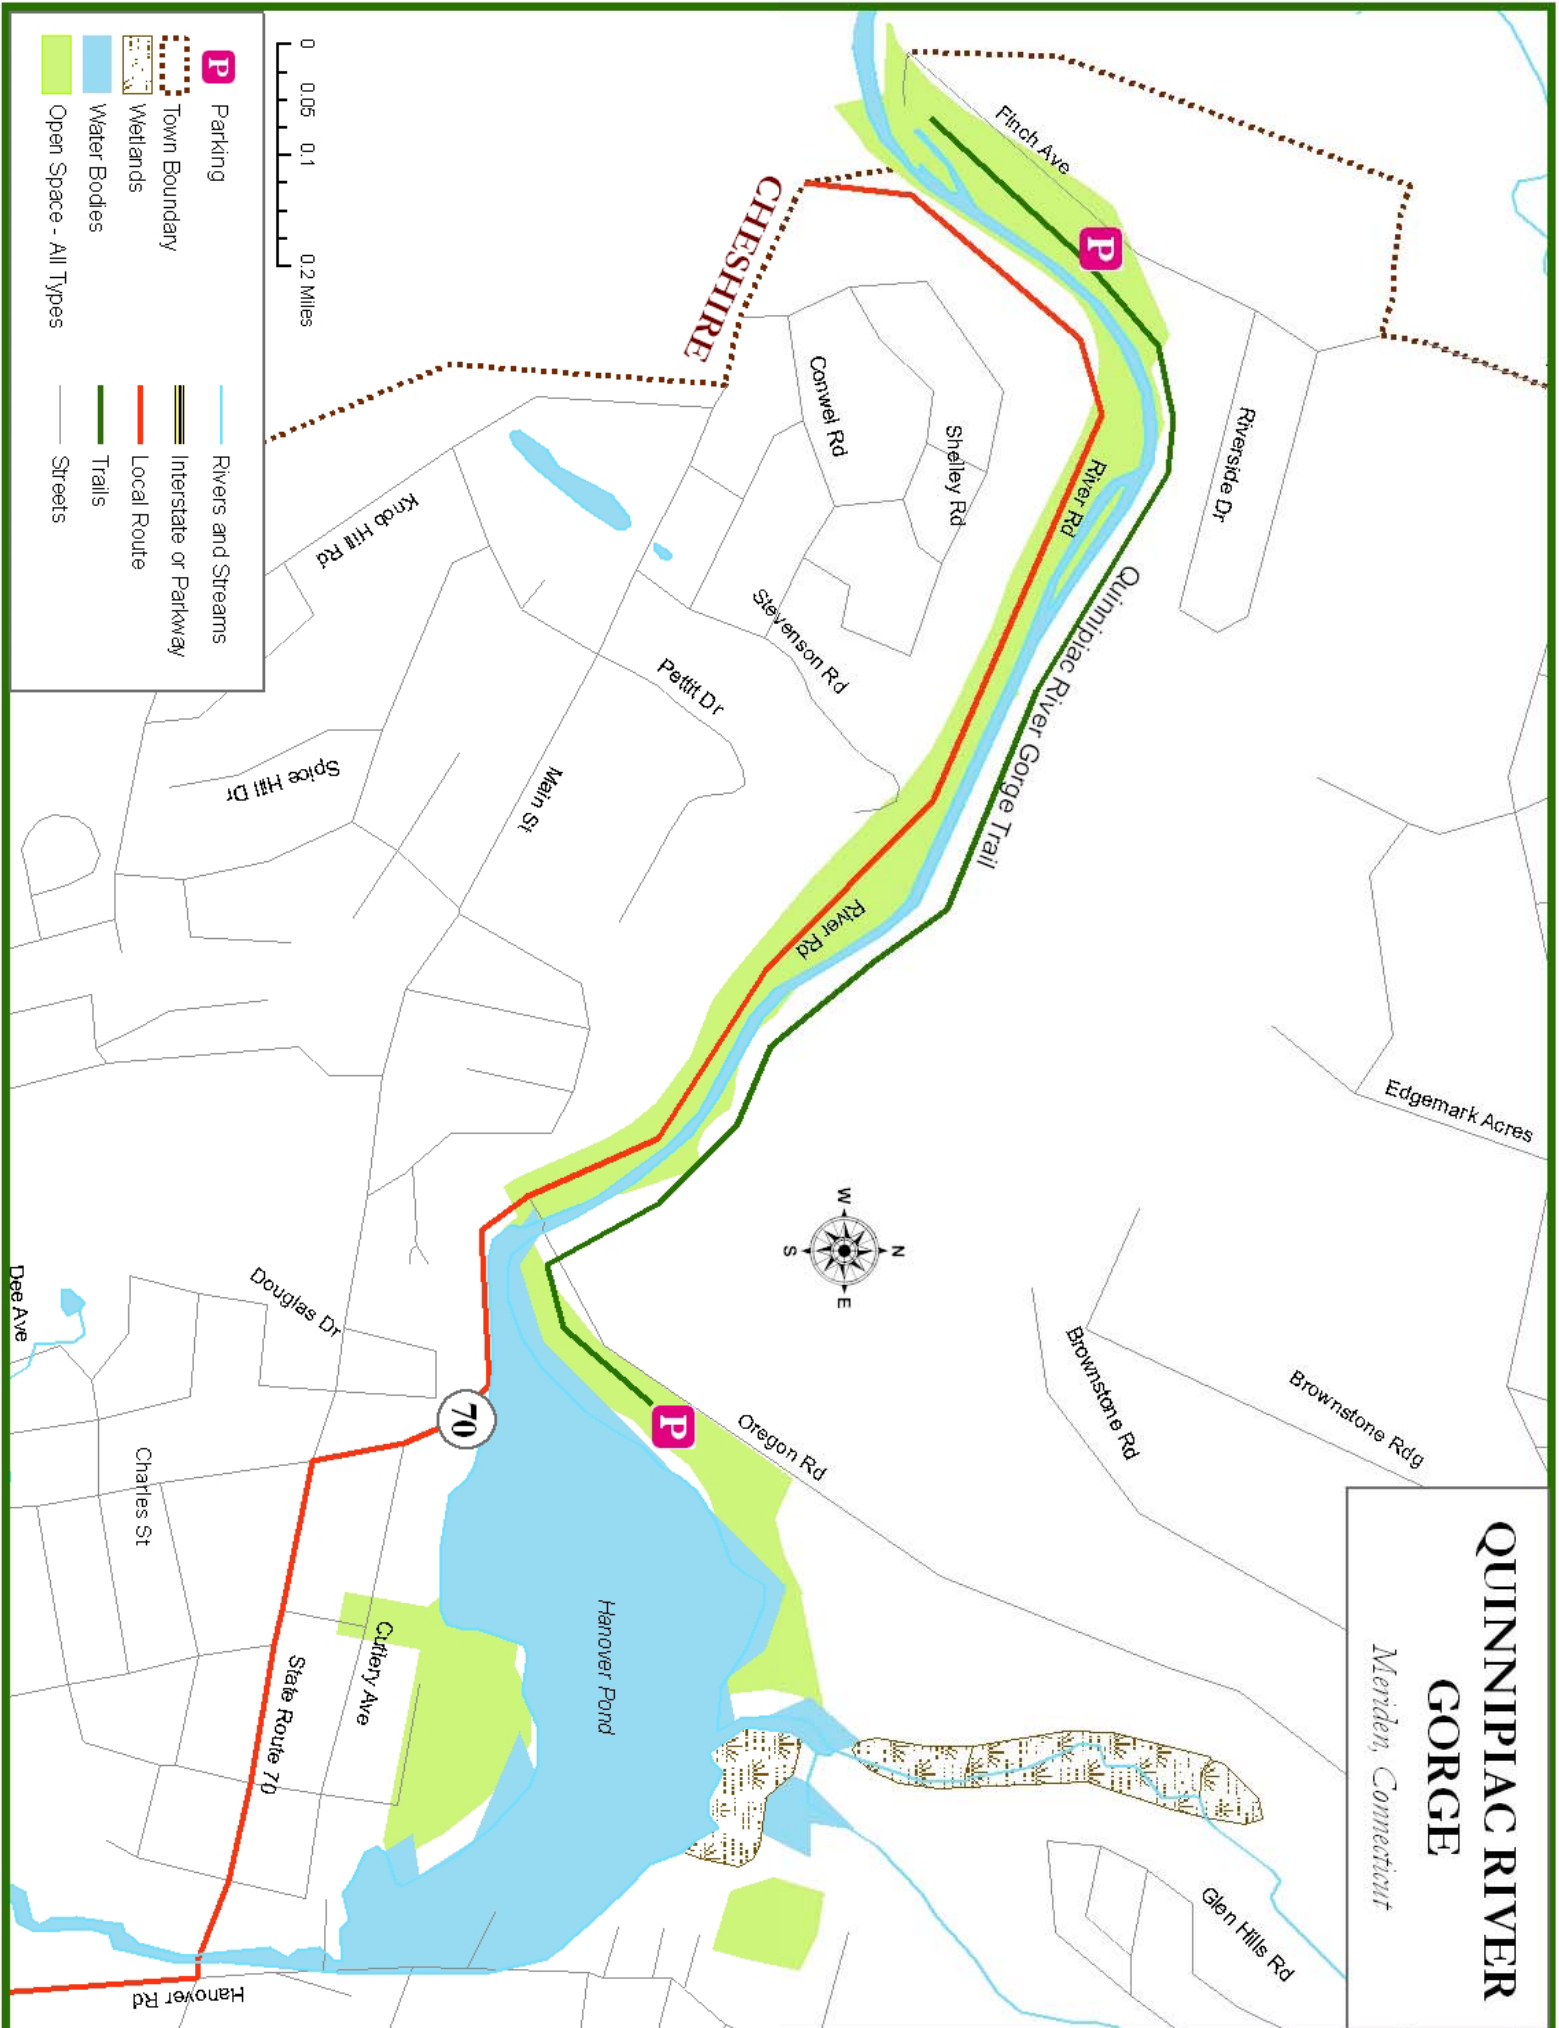 QUINNIPIAC RIVER
GORGE
Meriden, Connecticut
Finch Ave
P
Riverside Dr
CHESHIRE
Conwel Rd
Shelley Rd
River Rd
Quinnipiac River Gorge Trail
Stevenson Rd
Pettit Dr
Knob Hill Rd
Main St
Spice Hill Dr
River Rd
Edgemark Acres
N
W
E
S
Brownstone Rdg
Brownstone Rd
Oregon Rd
P
Douglas Dr
Dee Ave
70
Charles St
Hanover Pond
Cutlery Ave
State Route 70
Glen Hills Rd
Hanover Rd
0 0.05 0.1 0.2 Miles
P Parking
Town Boundary
Wetlands
Water Bodies
Open Space - All Types
Rivers and Streams
Interstate or Parkway
Local Route
Trails
Streets